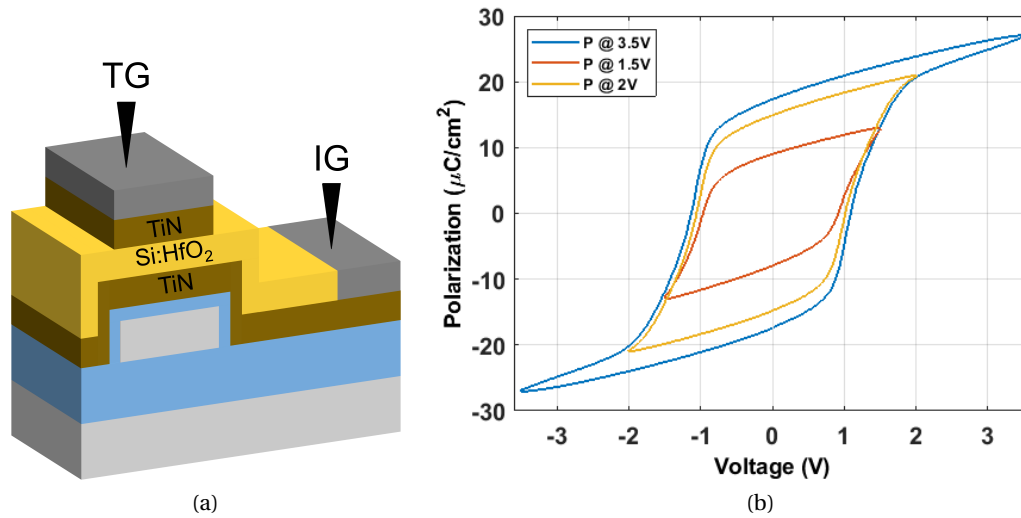 TG
IG
TiN
Si:HfO₂
TiN
(a)
30
20
10
0
-10
-20
-30
Polarization (μC/cm²)
P @ 3.5V
P @ 1.5V
P @ 2V
-3
-2
-1
0
1
2
3
Voltage (V)
(b)